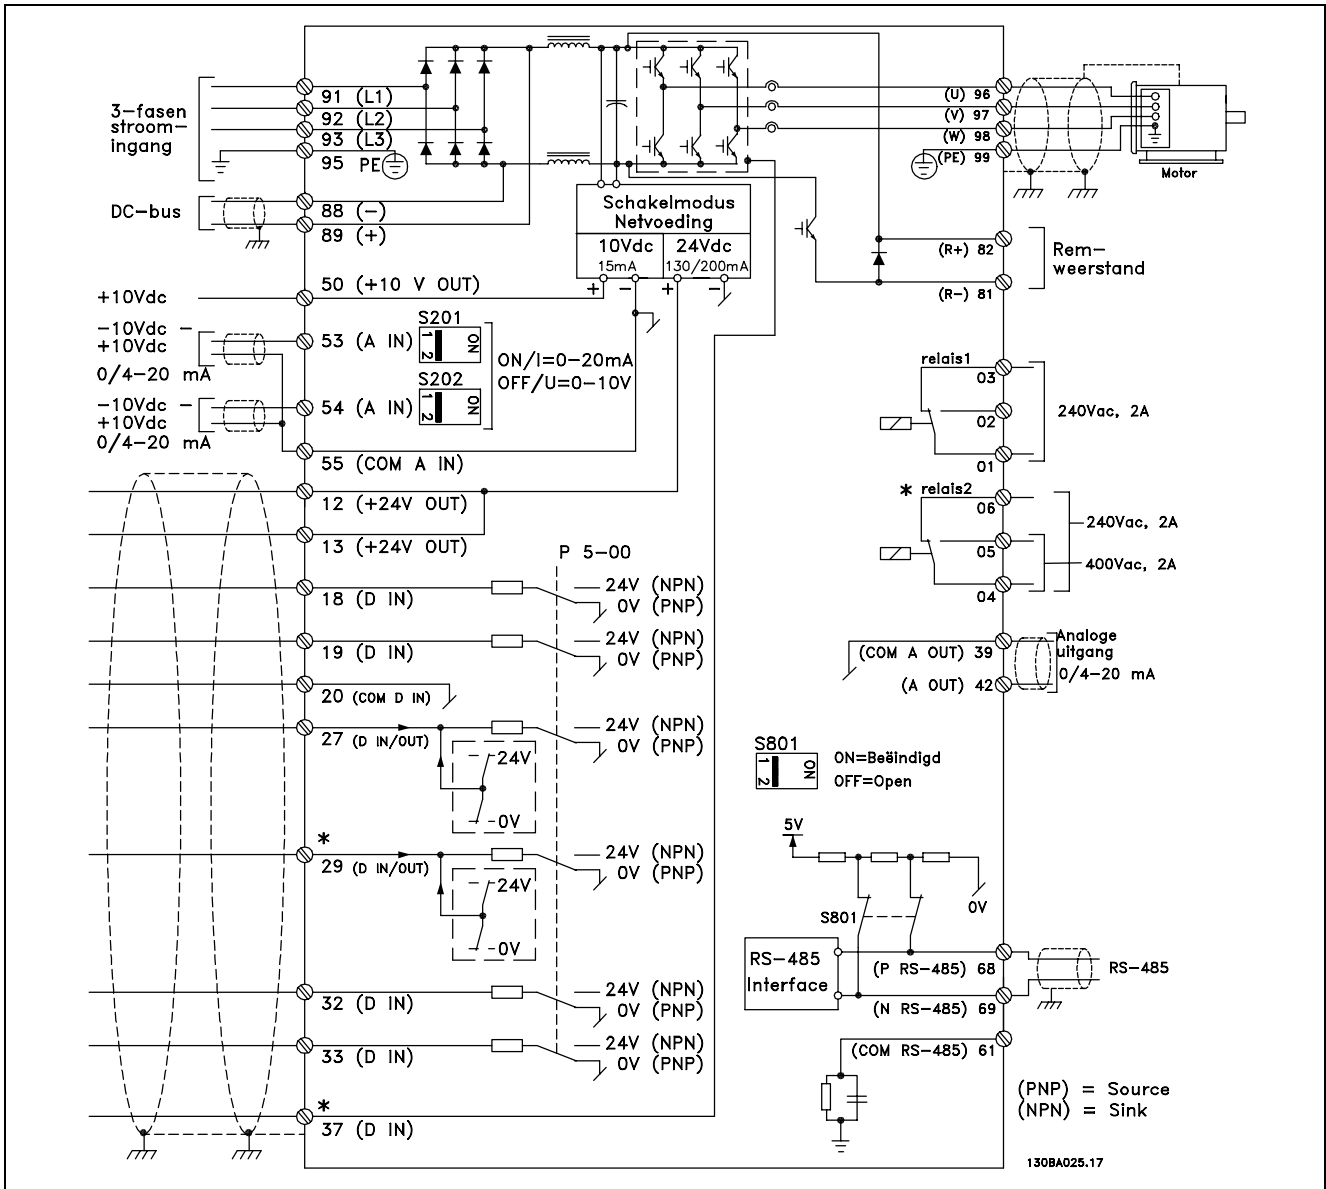 3-fasen
stroom-
ingang
91 (L1)
92 (L2)
93 (L3)
95 PE
DC-bus
88 (-)
89 (+)
+10Vdc
50 (+10 V OUT)
-10Vdc -
+10Vdc
0/4-20 mA
53 (A IN)
S201
1
2
ON
S202
1
2
ON
ON/I=0-20mA
OFF/U=0-10V
-10Vdc -
+10Vdc
0/4-20 mA
54 (A IN)
55 (COM A IN)
12 (+24V OUT)
13 (+24V OUT)
P 5-00
18 (D IN)
24V (NPN)
0V (PNP)
19 (D IN)
24V (NPN)
0V (PNP)
20 (COM D IN)
27 (D IN/OUT)
24V (NPN)
0V (PNP)
24V
0V
*
29 (D IN/OUT)
24V (NPN)
0V (PNP)
24V
0V
32 (D IN)
24V (NPN)
0V (PNP)
33 (D IN)
24V (NPN)
0V (PNP)
*
37 (D IN)
Schakelmodus
Netvoeding
10Vdc
15mA
24Vdc
130/200mA
+ - + -
(U) 96
(V) 97
(W) 98
(PE) 99
Motor
(R+) 82
(R-) 81
Rem-
weerstand
relais1
03
02
01
240Vac, 2A
* relais2
06
05
04
240Vac, 2A
400Vac, 2A
(COM A OUT) 39
(A OUT) 42
Analoge
uitgang
0/4-20 mA
S801
1
2
ON
ON=Beëindigd
OFF=Open
5V
S801
0V
RS-485
Interface
(P RS-485) 68
(N RS-485) 69
(COM RS-485) 61
RS-485
(PNP) = Source
(NPN) = Sink
130BA025.17